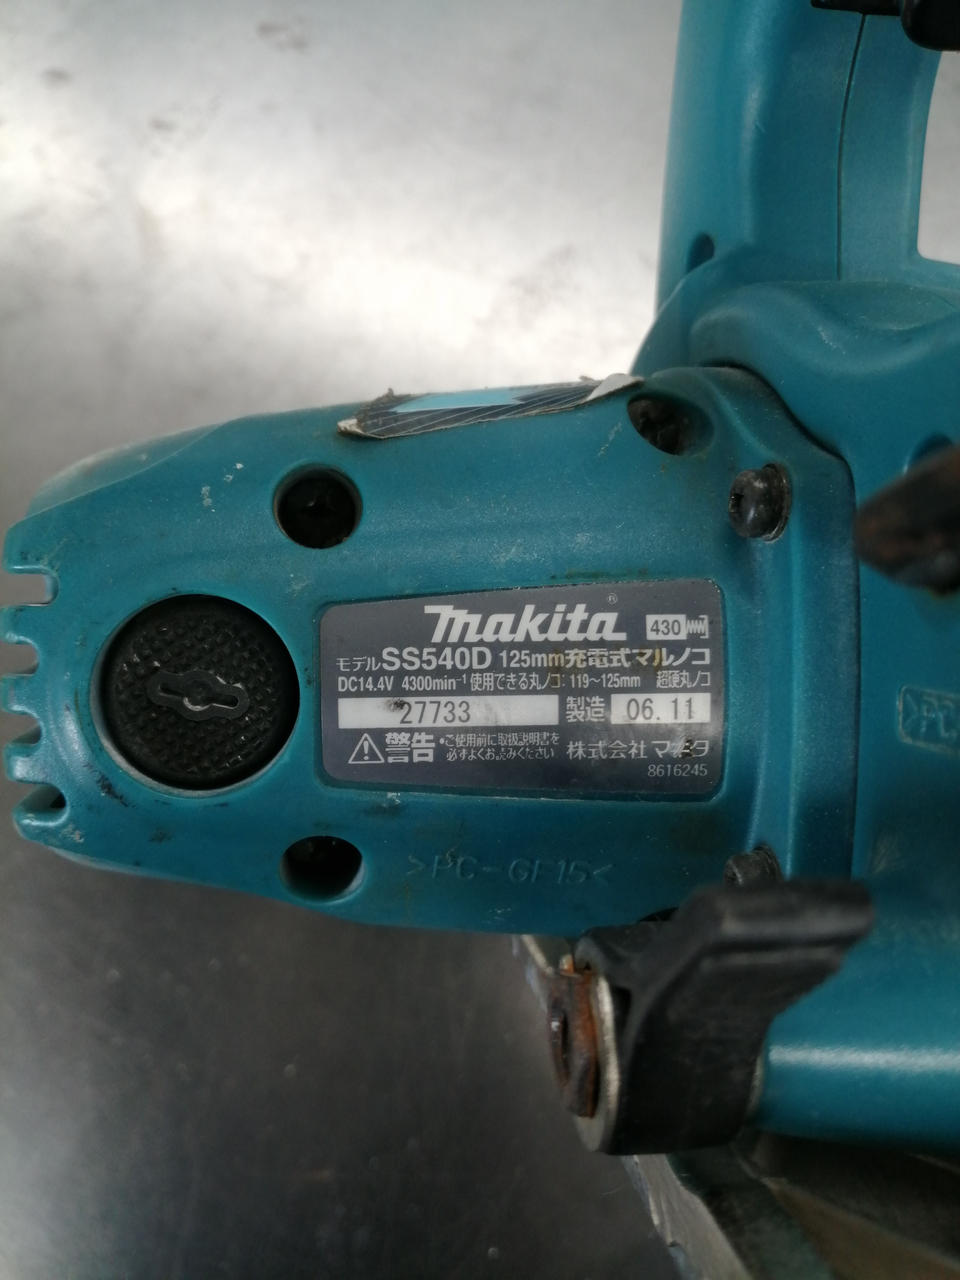 makita® 430
モデルSS540D 125mm充電式マルノコ
DC14.4V 4300min⁻¹ 使用できる丸ノコ: 119~125mm 超硬丸ノコ
27733 製造 06.11
警告・ご使用前に取扱説明書を
必ずよくお読みください 株式会社マキタ
8616245
>PC-GF15<
>PC